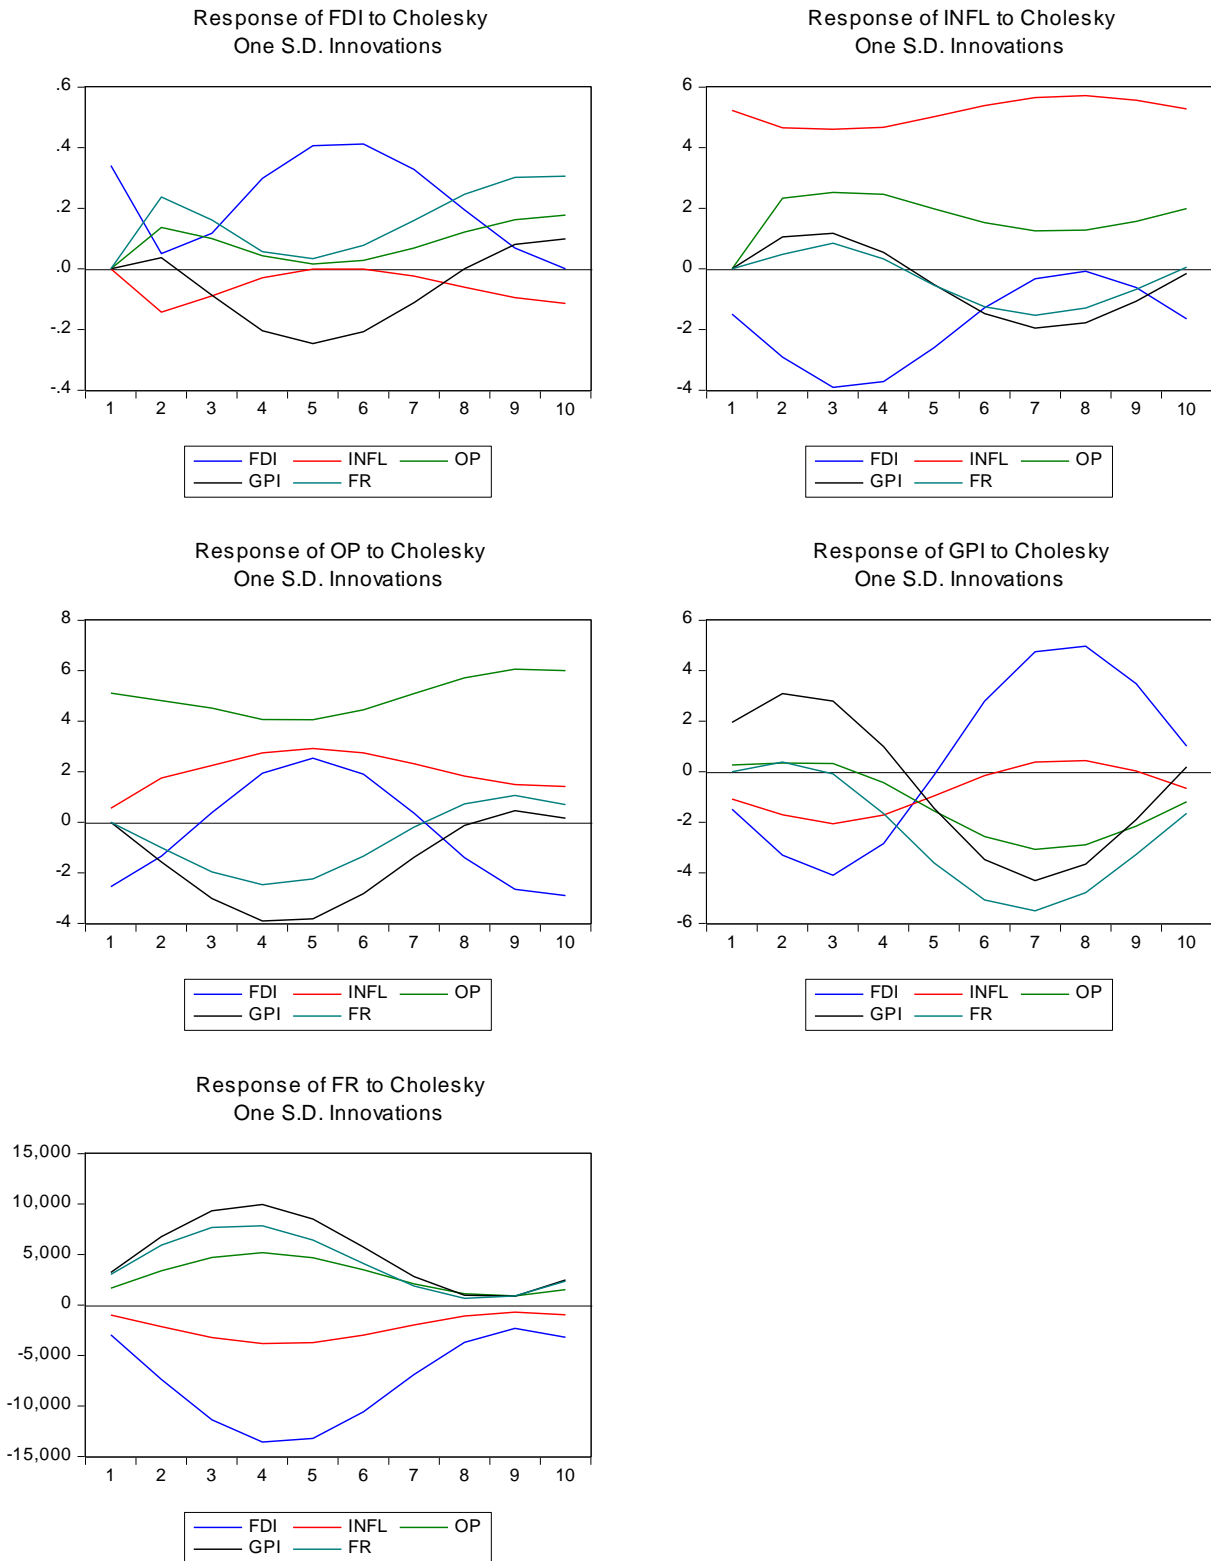 Response of FDI to Cholesky
One S.D. Innovations
.6
.4
.2
.0
-.2
-.4
1 2 3 4 5 6 7 8 9 10
FDI INFL OP
GPI FR
Response of INFL to Cholesky
One S.D. Innovations
6
4
2
0
-2
-4
1 2 3 4 5 6 7 8 9 10
FDI INFL OP
GPI FR
Response of OP to Cholesky
One S.D. Innovations
8
6
4
2
0
-2
-4
1 2 3 4 5 6 7 8 9 10
FDI INFL OP
GPI FR
Response of GPI to Cholesky
One S.D. Innovations
6
4
2
0
-2
-4
-6
1 2 3 4 5 6 7 8 9 10
FDI INFL OP
GPI FR
Response of FR to Cholesky
One S.D. Innovations
15,000
10,000
5,000
0
-5,000
-10,000
-15,000
1 2 3 4 5 6 7 8 9 10
FDI INFL OP
GPI FR